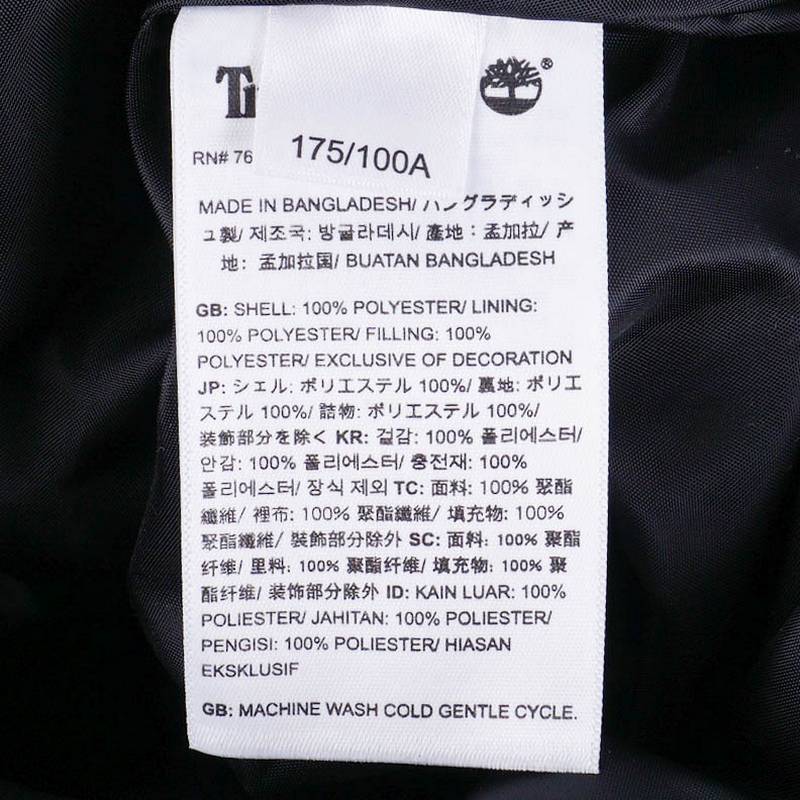 175/100A
RN# 76
MADE IN BANGLADESH/ バングラディッシ
ュ製/ 제조국: 방글라데시/ 產地：孟加拉/ 产
地：孟加拉国/ BUATAN BANGLADESH
GB: SHELL: 100% POLYESTER/ LINING:
100% POLYESTER/ FILLING: 100%
POLYESTER/ EXCLUSIVE OF DECORATION
JP: シェル: ポリエステル 100%/ 裏地: ポリエ
ステル 100%/ 詰物: ポリエステル 100%/
装飾部分を除く KR: 겉감: 100% 폴리에스터/
안감: 100% 폴리에스터/ 충전재: 100%
폴리에스터/ 장식 제외 TC: 面料: 100% 聚酯
纖維/ 裡布: 100% 聚酯纖維/ 填充物: 100%
聚酯纖維/ 裝飾部分除外 SC: 面料: 100% 聚酯
纤维/ 里料: 100% 聚酯纤维/ 填充物: 100% 聚
酯纤维/ 装饰部分除外 ID: KAIN LUAR: 100%
POLIESTER/ JAHITAN: 100% POLIESTER/
PENGISI: 100% POLIESTER/ HIASAN
EKSKLUSIF
GB: MACHINE WASH COLD GENTLE CYCLE.